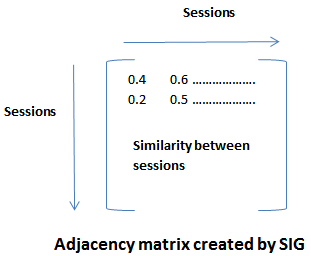 Sessions
0.4 0.6 ...................
0.2 0.5 ...................
Sessions
Similarity between
sessions
Adjacency matrix created by SIG